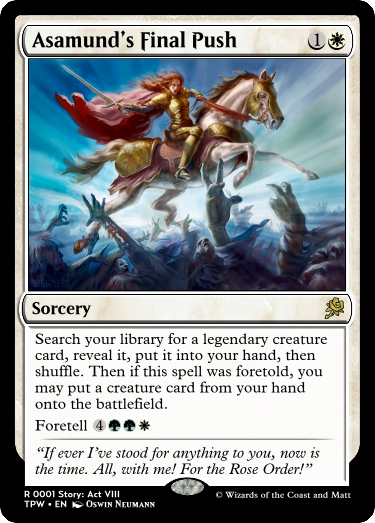 Asamund's Final Push 1
Sorcery
Search your library for a legendary creature
card, reveal it, put it into your hand, then
shuffle. Then if this spell was foretold, you
may put a creature card from your hand
onto the battlefield.
Foretell 4
“If ever I've stood for anything to you, now is
the time. All, with me! For the Rose Order!”
R 0001 Story: Act VIII
TPW • EN Oswin Neumann
© Wizards of the Coast and Matt